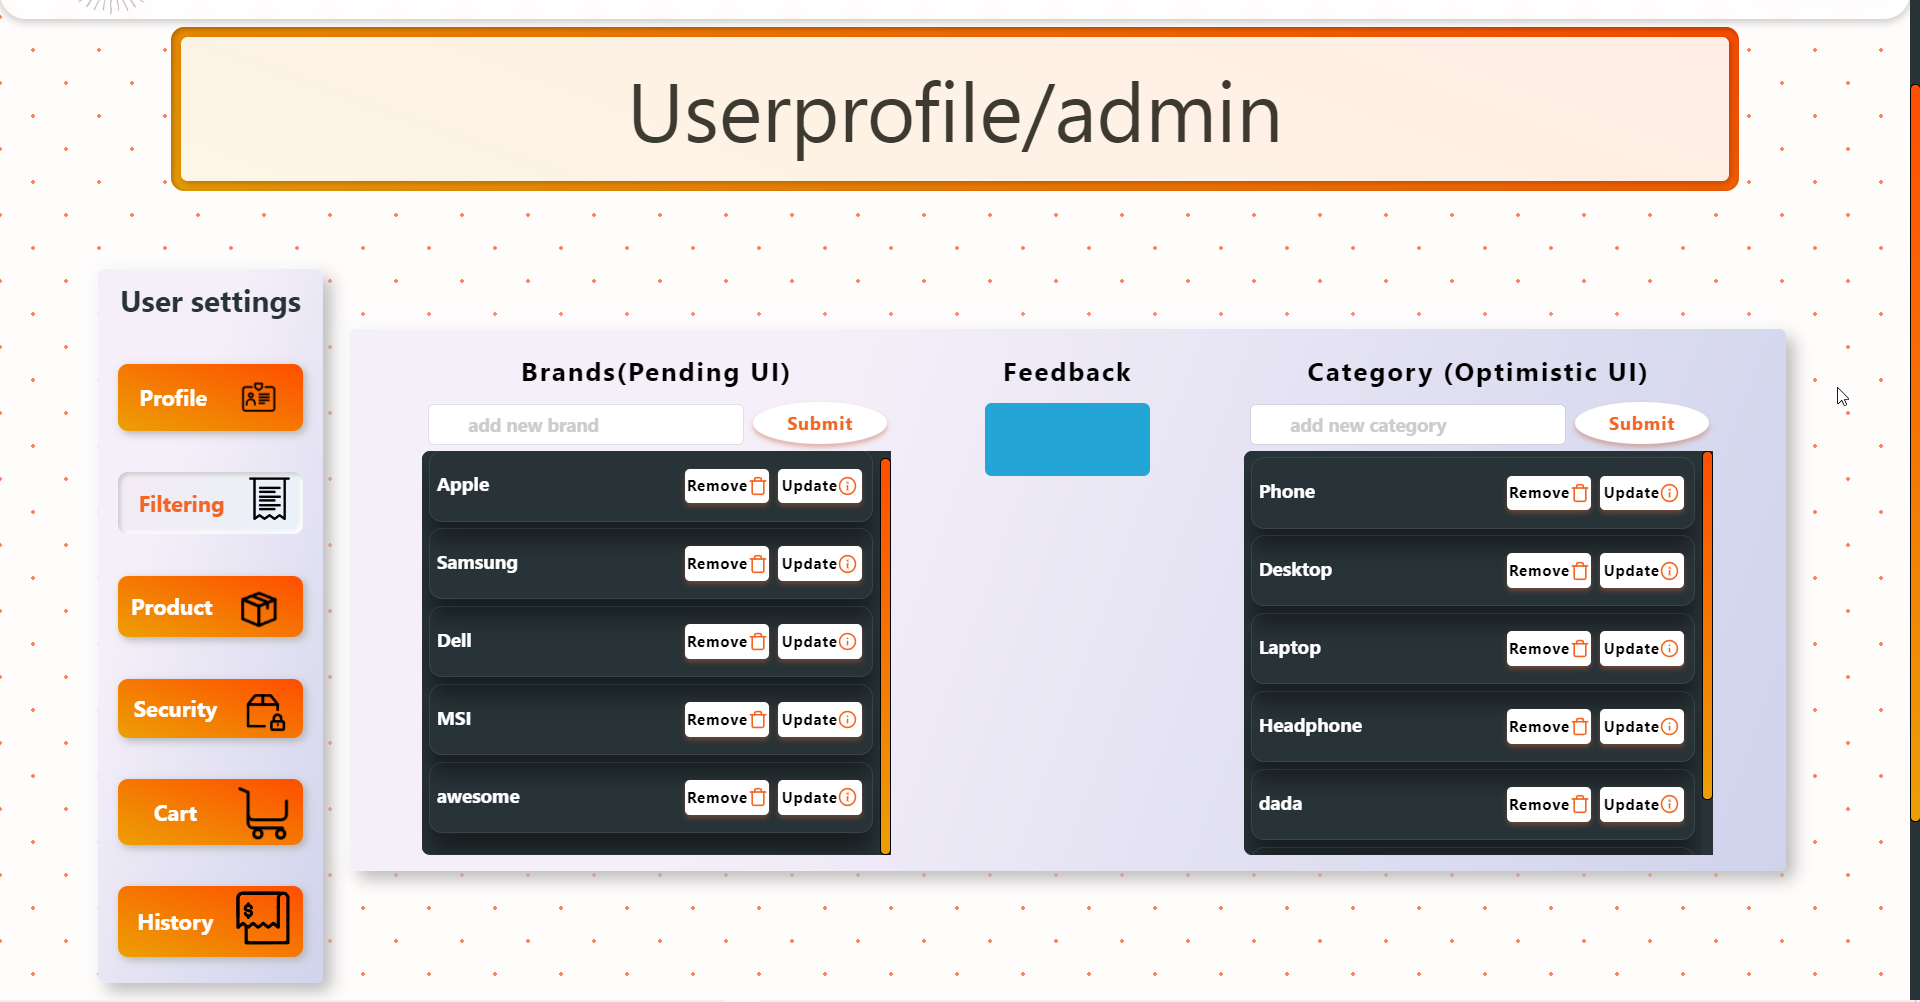 Userprofile/admin
User settings
Profile
Filtering
Product
Security
Cart
History
Brands(Pending UI)
add new brand
Submit
Apple
Remove
Update
Samsung
Remove
Update
Dell
Remove
Update
MSI
Remove
Update
awesome
Remove
Update
Feedback
Category (Optimistic UI)
add new category
Submit
Phone
Remove
Update
Desktop
Remove
Update
Laptop
Remove
Update
Headphone
Remove
Update
dada
Remove
Update